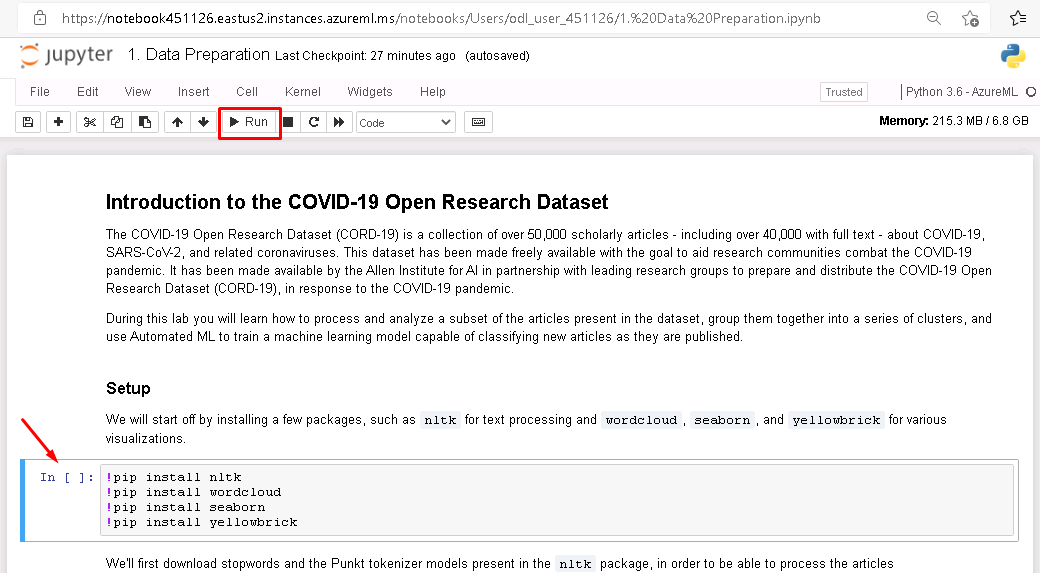 https://notebook451126.eastus2.instances.azureml.ms/notebooks/Users/odl_user_451126/1.%20Data%20Preparation.ipynb
jupyter 1. Data Preparation Last Checkpoint: 27 minutes ago (autosaved)
File Edit View Insert Cell Kernel Widgets Help Trusted Python 3.6 - AzureML
Run Code Memory: 215.3 MB / 6.8 GB
Introduction to the COVID-19 Open Research Dataset
The COVID-19 Open Research Dataset (CORD-19) is a collection of over 50,000 scholarly articles - including over 40,000 with full text - about COVID-19,
SARS-CoV-2, and related coronaviruses. This dataset has been made freely available with the goal to aid research communities combat the COVID-19
pandemic. It has been made available by the Allen Institute for AI in partnership with leading research groups to prepare and distribute the COVID-19 Open
Research Dataset (CORD-19), in response to the COVID-19 pandemic.
During this lab you will learn how to process and analyze a subset of the articles present in the dataset, group them together into a series of clusters, and
use Automated ML to train a machine learning model capable of classifying new articles as they are published.
Setup
We will start off by installing a few packages, such as nltk for text processing and wordcloud, seaborn, and yellowbrick for various
visualizations.
In [ ]: !pip install nltk
!pip install wordcloud
!pip install seaborn
!pip install yellowbrick
We'll first download stopwords and the Punkt tokenizer models present in the nltk package, in order to be able to process the articles